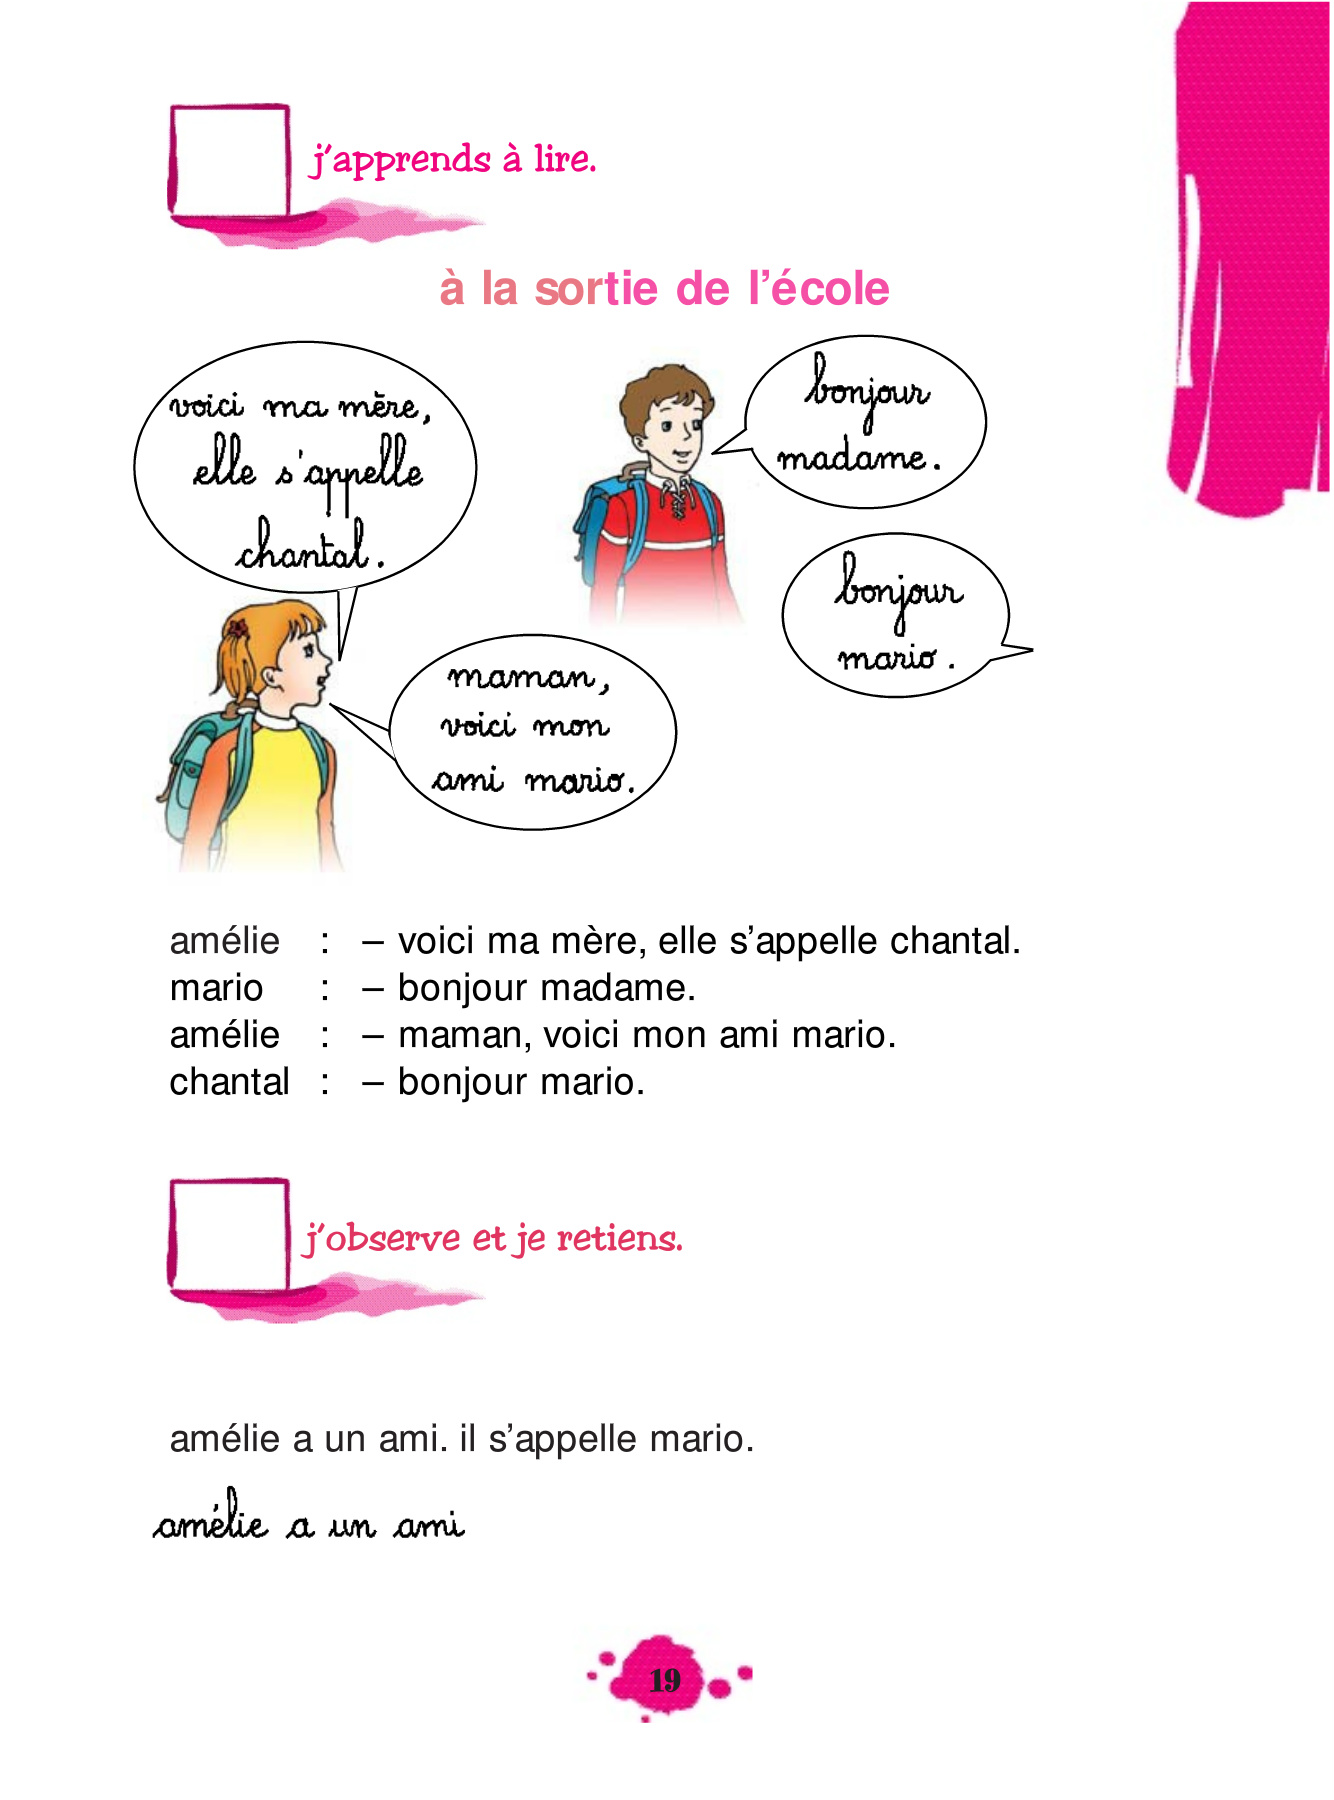 j'apprends à lire.
à la sortie de l'école
voici ma mère,
elle s'appelle
chantal.
bonjour
madame.
bonjour
mario.
maman,
voici mon
ami mario.
amélie : – voici ma mère, elle s'appelle chantal.
mario : – bonjour madame.
amélie : – maman, voici mon ami mario.
chantal : – bonjour mario.
j'observe et je retiens.
amélie a un ami. il s'appelle mario.
amélie a un ami
19